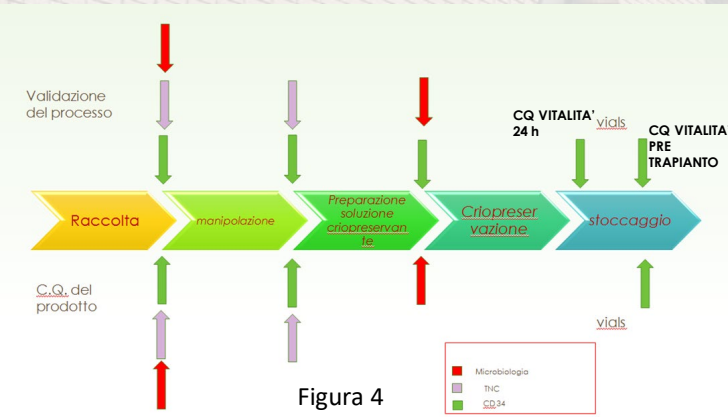 Validazione
del processo
CQ VITALITA'
24 h
vials
CQ VITALITA
PRE
TRAPIANTO
Raccolta
manipolazione
Preparazione
soluzione
criopreservan
te
Criopreser
vazione
stoccaggio
C.Q. del
prodotto
vials
Figura 4
Microbiologia
TNC
CD 34